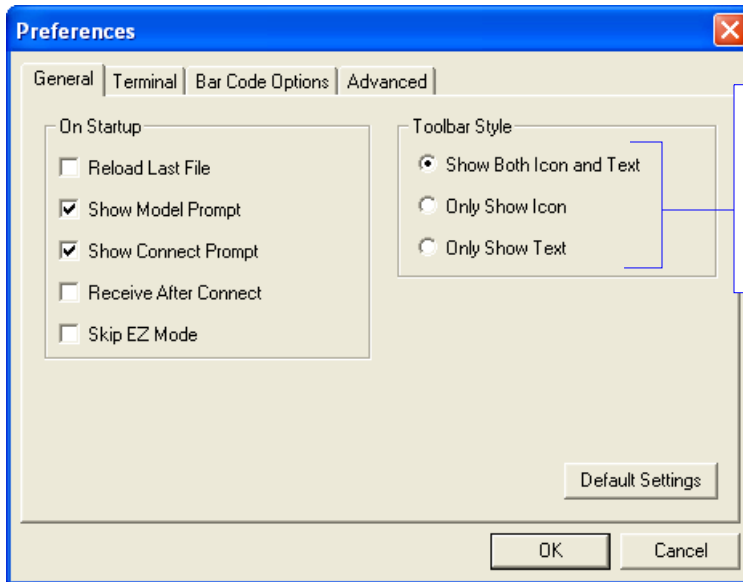 Preferences
General Terminal Bar Code Options Advanced
On Startup
Reload Last File
Show Model Prompt
Show Connect Prompt
Receive After Connect
Skip EZ Mode
Toolbar Style
Show Both Icon and Text
Only Show Icon
Only Show Text
Default Settings
OK Cancel